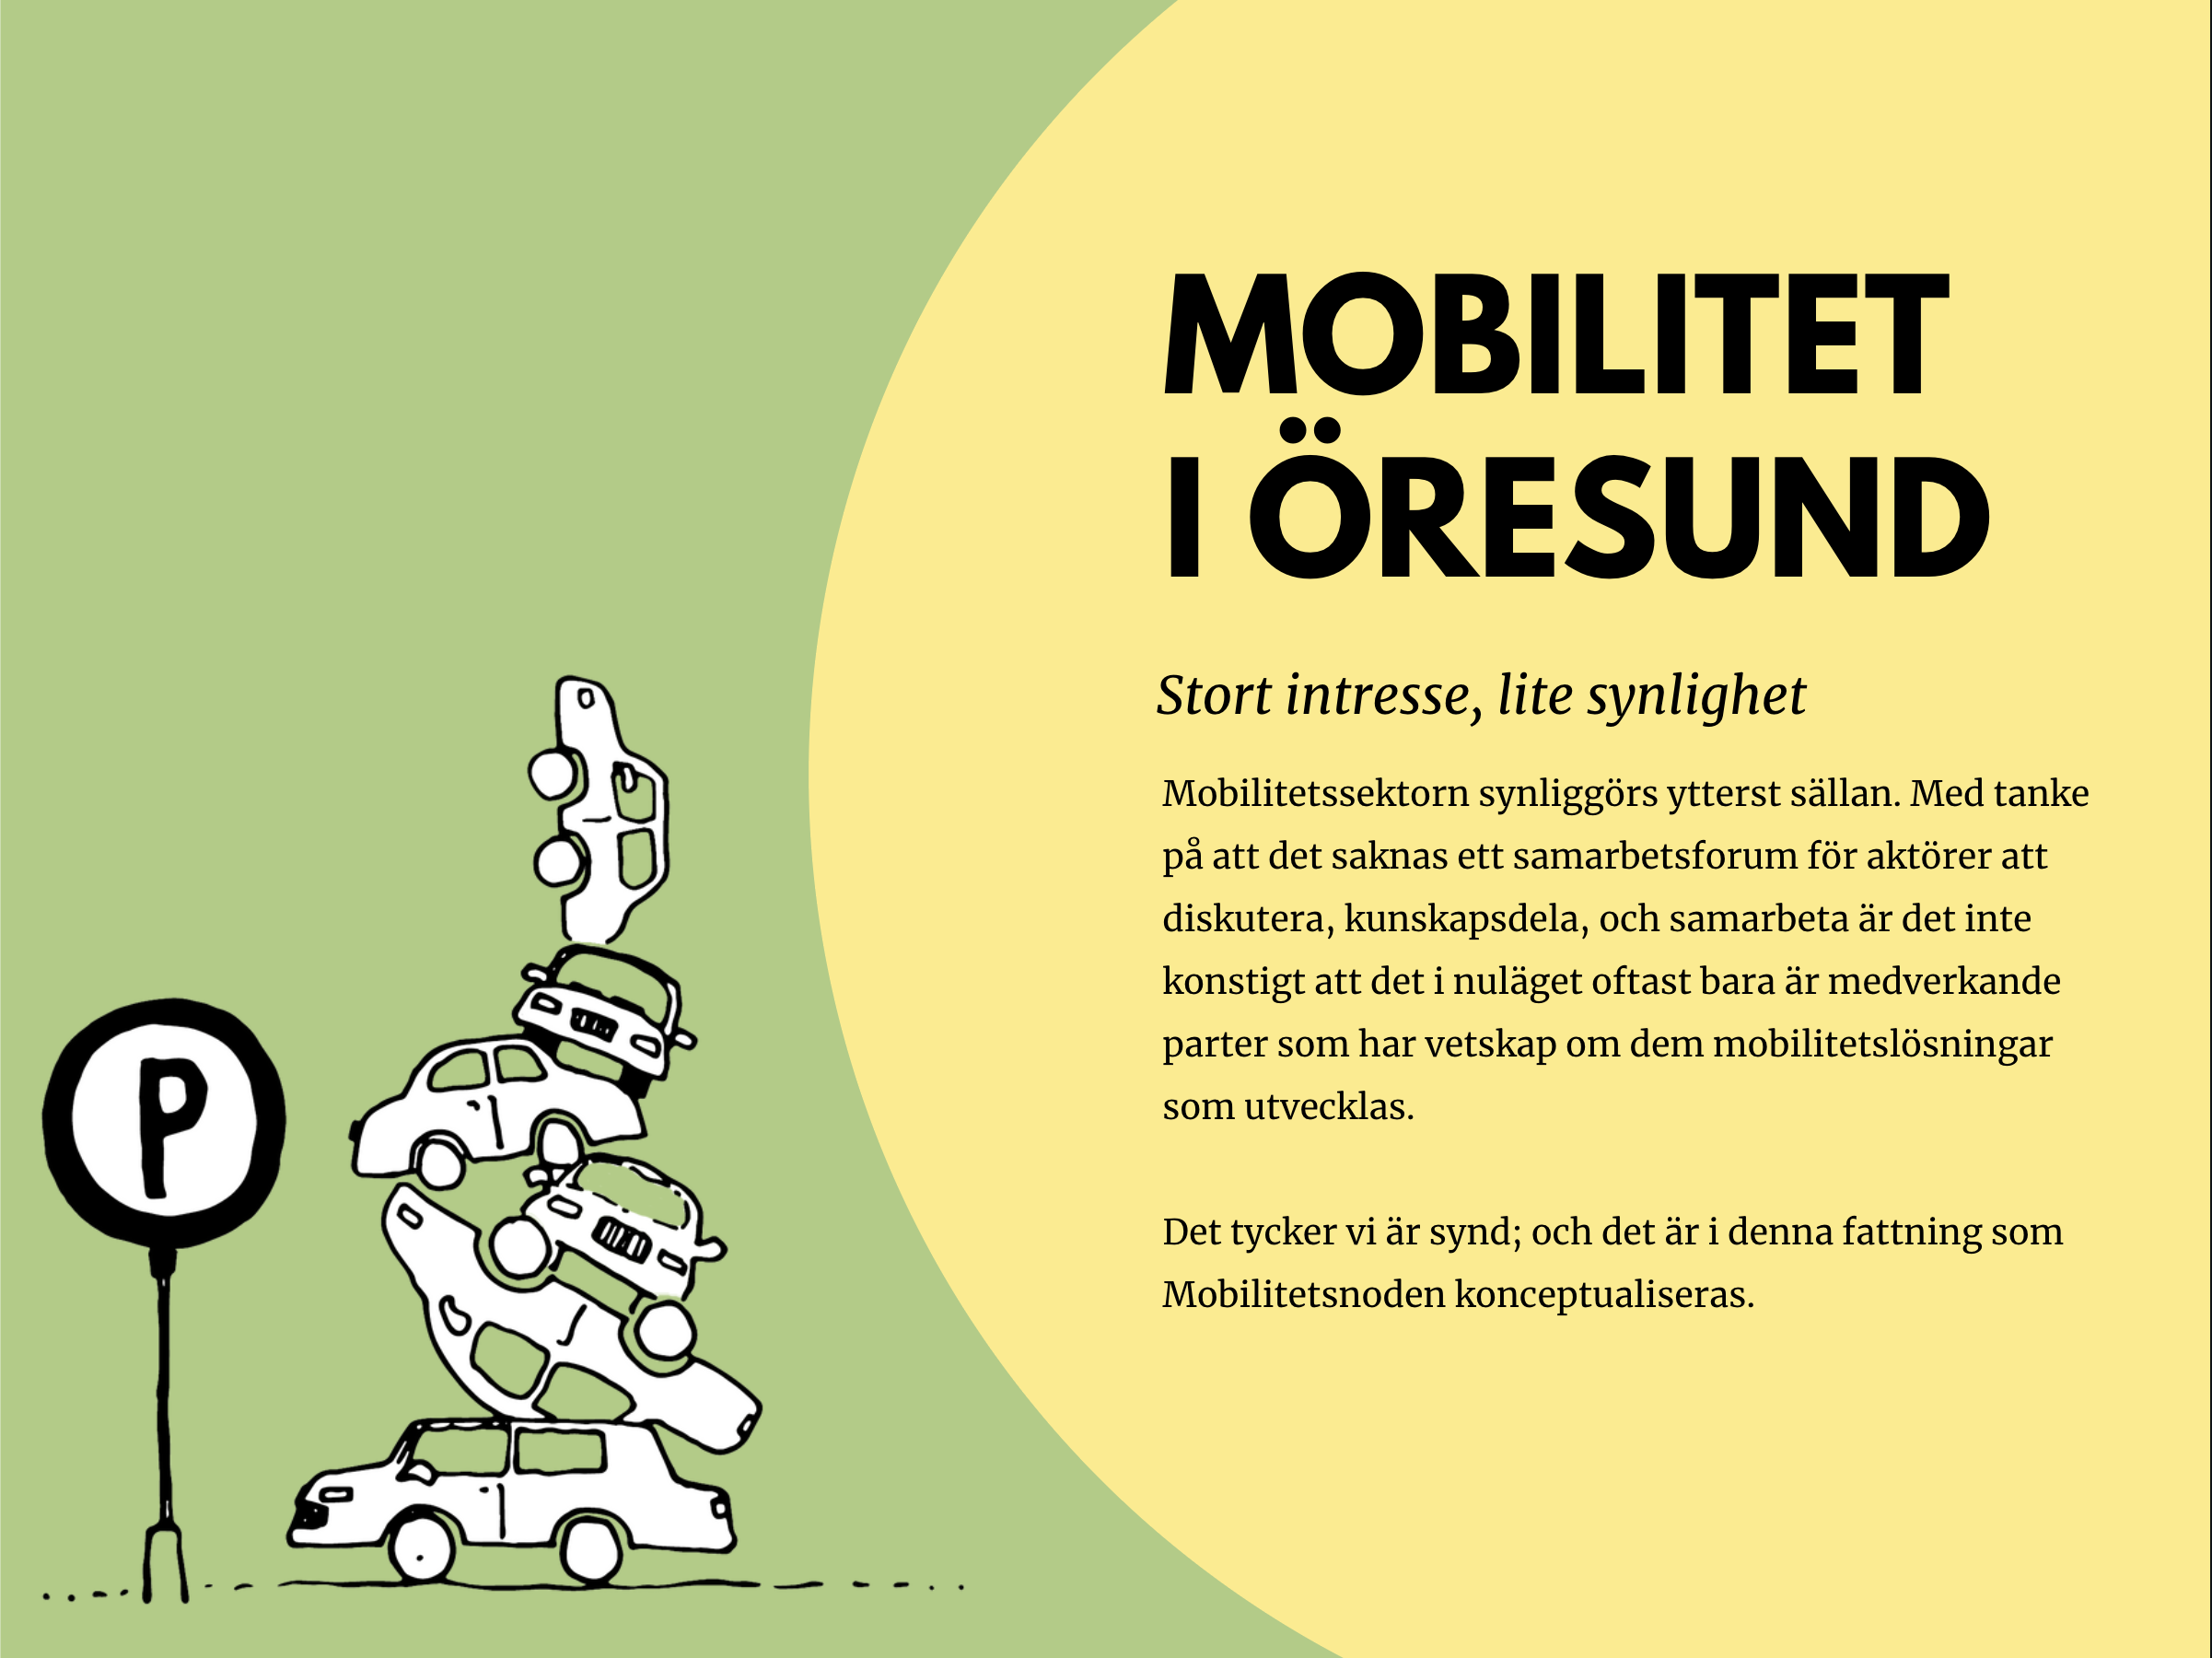 MOBILITET
I ÖRESUND
Stort intresse, lite synlighet
Mobilitetssektorn synliggörs ytterst sällan. Med tanke
på att det saknas ett samarbetsforum för aktörer att
diskutera, kunskapsdela, och samarbeta är det inte
konstigt att det i nuläget oftast bara är medverkande
parter som har vetskap om dem mobilitetslösningar
som utvecklas.
Det tycker vi är synd; och det är i denna fattning som
Mobilitetsnoden konceptualiseras.
P